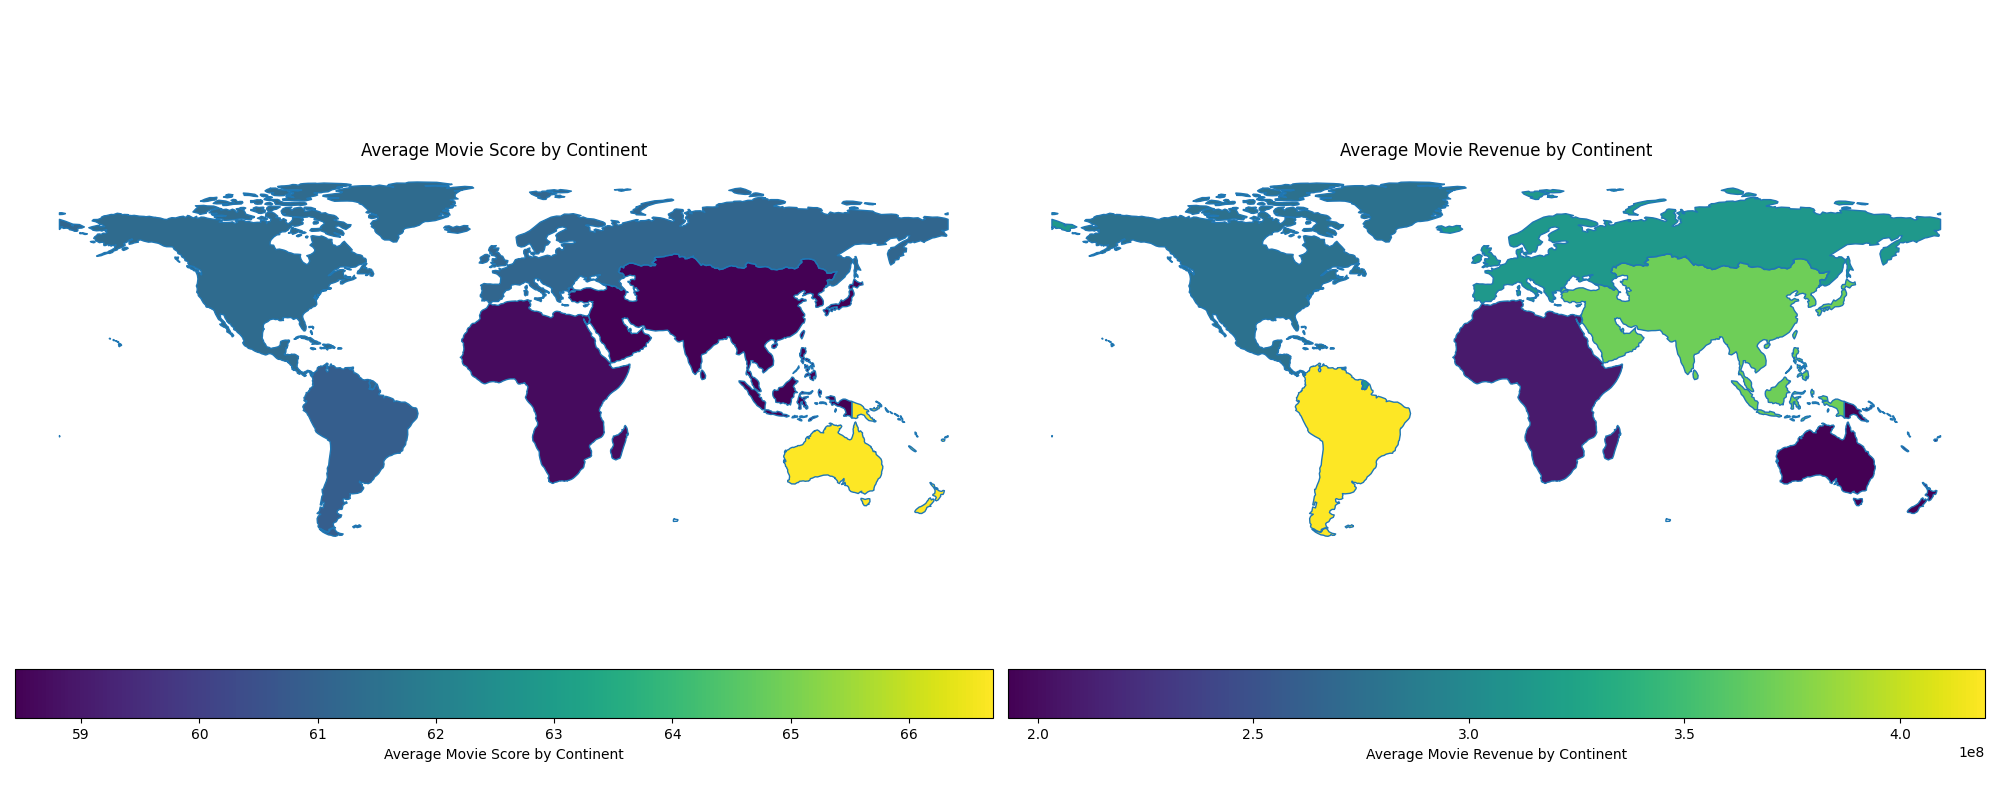 Average Movie Score by Continent
Average Movie Revenue by Continent
59 60 61 62 63 64 65 66
Average Movie Score by Continent
2.0 2.5 3.0 3.5 4.0
1e8
Average Movie Revenue by Continent